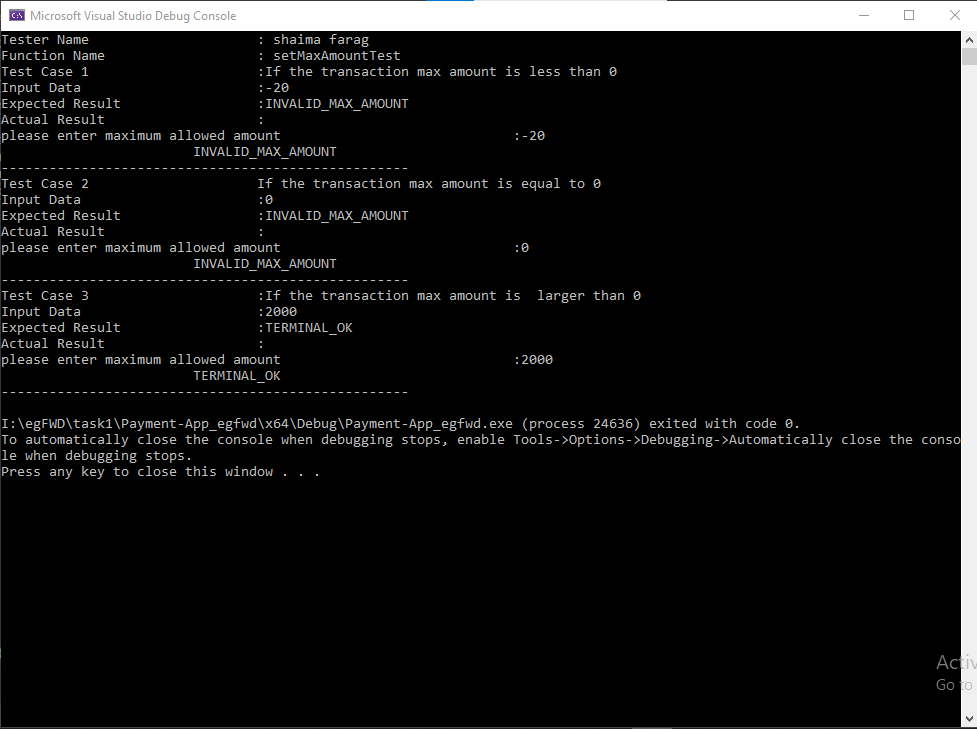 Microsoft Visual Studio Debug Console
Tester Name : shaima farag
Function Name : setMaxAmountTest
Test Case 1 :If the transaction max amount is less than 0
Input Data :-20
Expected Result :INVALID_MAX_AMOUNT
Actual Result :
please enter maximum allowed amount :-20
INVALID_MAX_AMOUNT
---------------------------------------------------
Test Case 2 If the transaction max amount is equal to 0
Input Data :0
Expected Result :INVALID_MAX_AMOUNT
Actual Result :
please enter maximum allowed amount :0
INVALID_MAX_AMOUNT
---------------------------------------------------
Test Case 3 :If the transaction max amount is  larger than 0
Input Data :2000
Expected Result :TERMINAL_OK
Actual Result :
please enter maximum allowed amount :2000
TERMINAL_OK
---------------------------------------------------
I:\egFWD\task1\Payment-App_egfwd\x64\Debug\Payment-App_egfwd.exe (process 24636) exited with code 0.
To automatically close the console when debugging stops, enable Tools->Options->Debugging->Automatically close the conso
le when debugging stops.
Press any key to close this window . . .
Activ
Go to